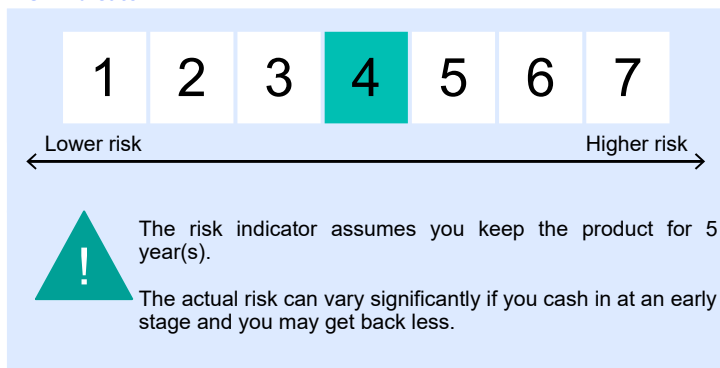 1 2 3 4 5 6 7
Lower risk Higher risk
! The risk indicator assumes you keep the product for 5
year(s).
The actual risk can vary significantly if you cash in at an early
stage and you may get back less.